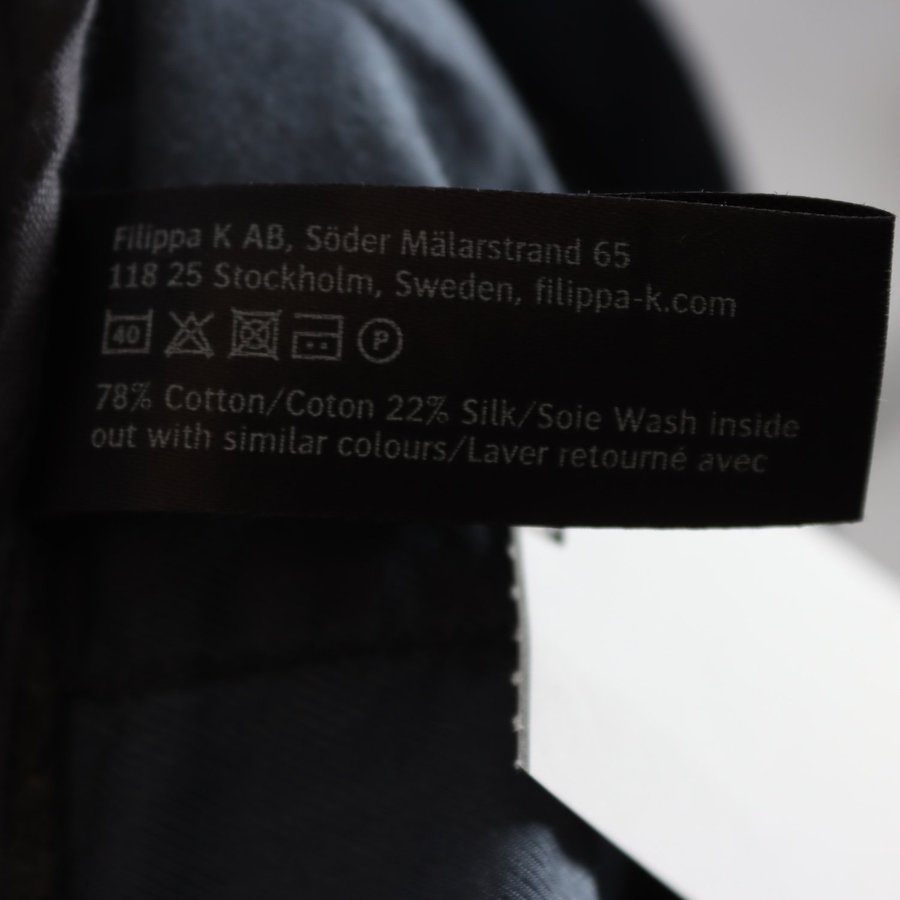 Filippa K AB, Söder Mälarstrand 65
118 25 Stockholm, Sweden, filippa-k.com
40 P
78% Cotton/Coton 22% Silk/Soie Wash inside
out with similar colours/Laver retourné avec